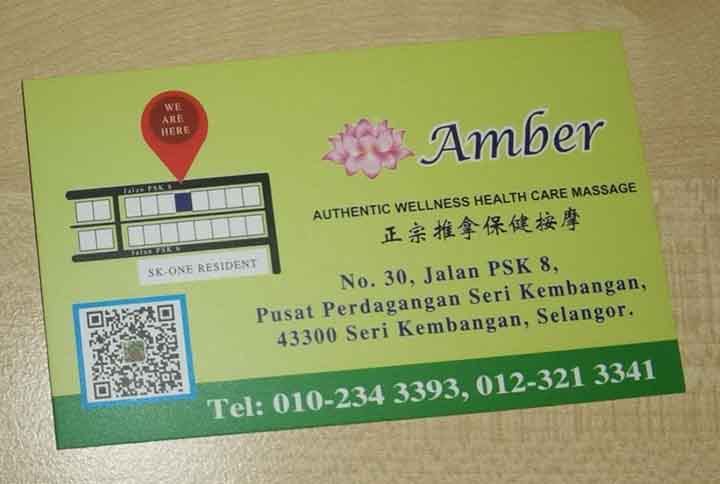 WE
ARE
HERE
Jalan PSK 8
Jalan PSK 6
SK-ONE RESIDENT
Amber
AUTHENTIC WELLNESS HEALTH CARE MASSAGE
正宗推拿保健按摩
No. 30, Jalan PSK 8,
Pusat Perdagangan Seri Kembangan,
43300 Seri Kembangan, Selangor.
Tel: 010-234 3393, 012-321 3341